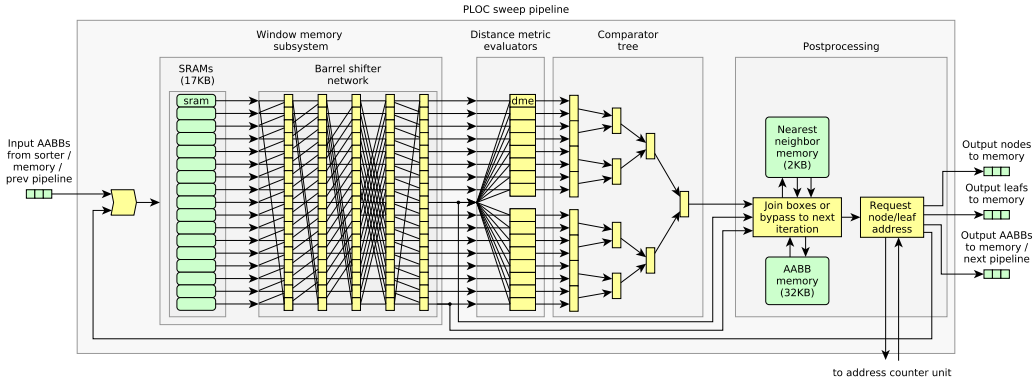 PLOC sweep pipeline
Window memory
subsystem
Distance metric
evaluators
Comparator
tree
Postprocessing
SRAMs
(17KB)
Barrel shifter
network
sram
dme
Input AABBs
from sorter /
memory /
prev pipeline
Nearest
neighbor
memory
(2KB)
Join boxes or
bypass to next
iteration
Request
node/leaf
address
AABB
memory
(32KB)
Output nodes
to memory
Output leafs
to memory
Output AABBs
to memory /
next pipeline
to address counter unit